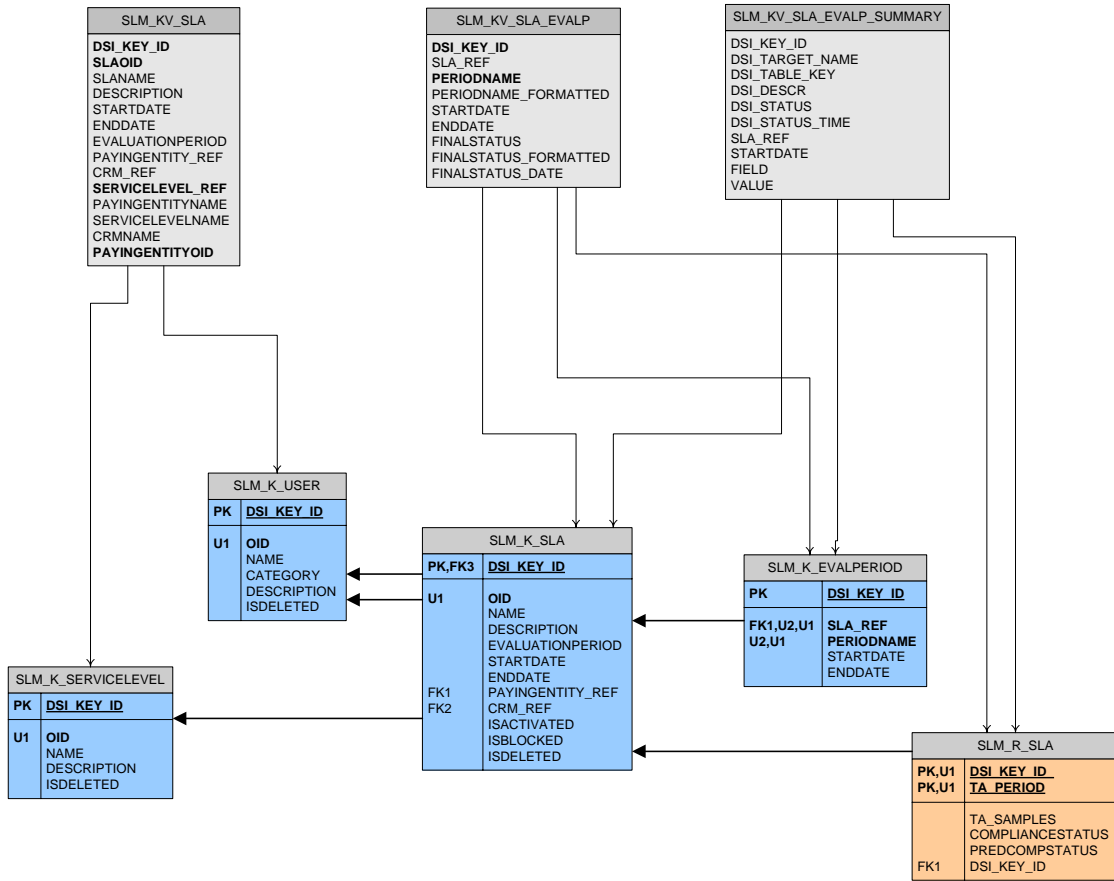 SLM_KV_SLA
DSI_KEY_ID
SLAOID
SLANAME
DESCRIPTION
STARTDATE
ENDDATE
EVALUATIONPERIOD
PAYINGENTITY_REF
CRM_REF
SERVICELEVEL_REF
PAYINGENTITYNAME
SERVICELEVELNAME
CRMNAME
PAYINGENTITYOID
SLM_KV_SLA_EVALP
DSI_KEY_ID
SLA_REF
PERIODNAME
PERIODNAME_FORMATTED
STARTDATE
ENDDATE
FINALSTATUS
FINALSTATUS_FORMATTED
FINALSTATUS_DATE
SLM_KV_SLA_EVALP_SUMMARY
DSI_KEY_ID
DSI_TARGET_NAME
DSI_TABLE_KEY
DSI_DESCR
DSI_STATUS
DSI_STATUS_TIME
SLA_REF
STARTDATE
FIELD
VALUE
SLM_K_USER
PK DSI_KEY_ID
U1 OID
NAME
CATEGORY
DESCRIPTION
ISDELETED
SLM_K_SLA
PK,FK3 DSI_KEY_ID
U1 OID
NAME
DESCRIPTION
EVALUATIONPERIOD
STARTDATE
ENDDATE
FK1 PAYINGENTITY_REF
FK2 CRM_REF
ISACTIVATED
ISBLOCKED
ISDELETED
SLM_K_EVALPERIOD
PK DSI_KEY_ID
FK1,U2,U1 SLA_REF
U2,U1 PERIODNAME
STARTDATE
ENDDATE
SLM_K_SERVICELEVEL
PK DSI_KEY_ID
U1 OID
NAME
DESCRIPTION
ISDELETED
SLM_R_SLA
PK,U1 DSI_KEY_ID
PK,U1 TA_PERIOD
TA_SAMPLES
COMPLIANCESTATUS
PREDCOMPSTATUS
FK1 DSI_KEY_ID